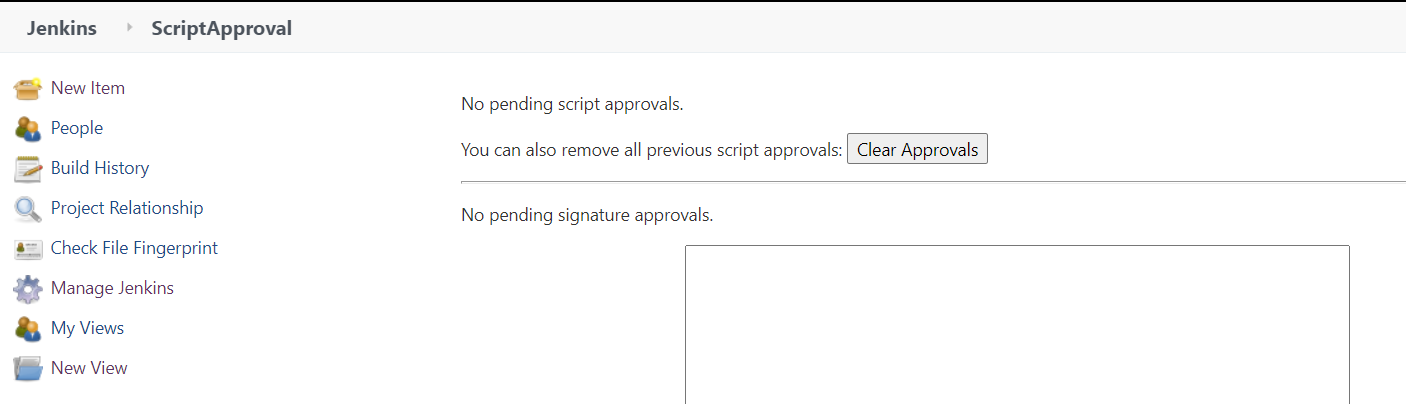 Jenkins ScriptApproval
New Item
People
Build History
Project Relationship
Check File Fingerprint
Manage Jenkins
My Views
New View
No pending script approvals.
You can also remove all previous script approvals: Clear Approvals
No pending signature approvals.